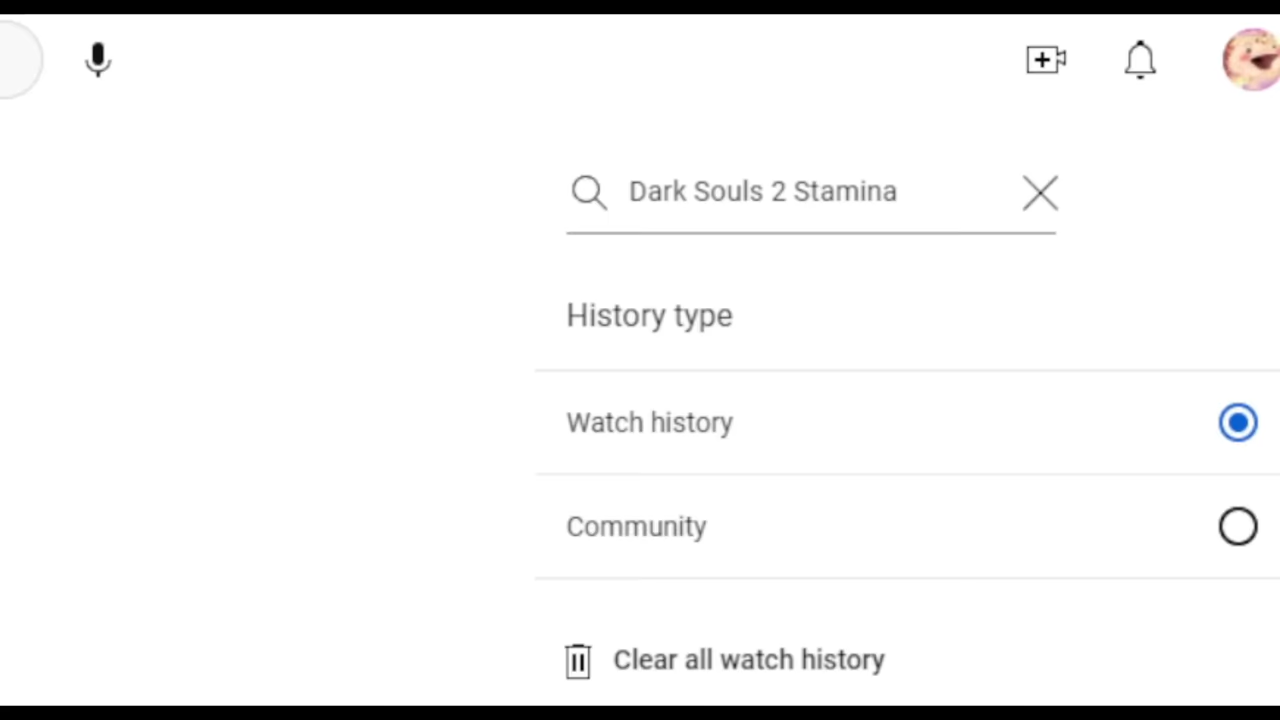 Dark Souls 2 Stamina
History type
Watch history
Community
Clear all watch history